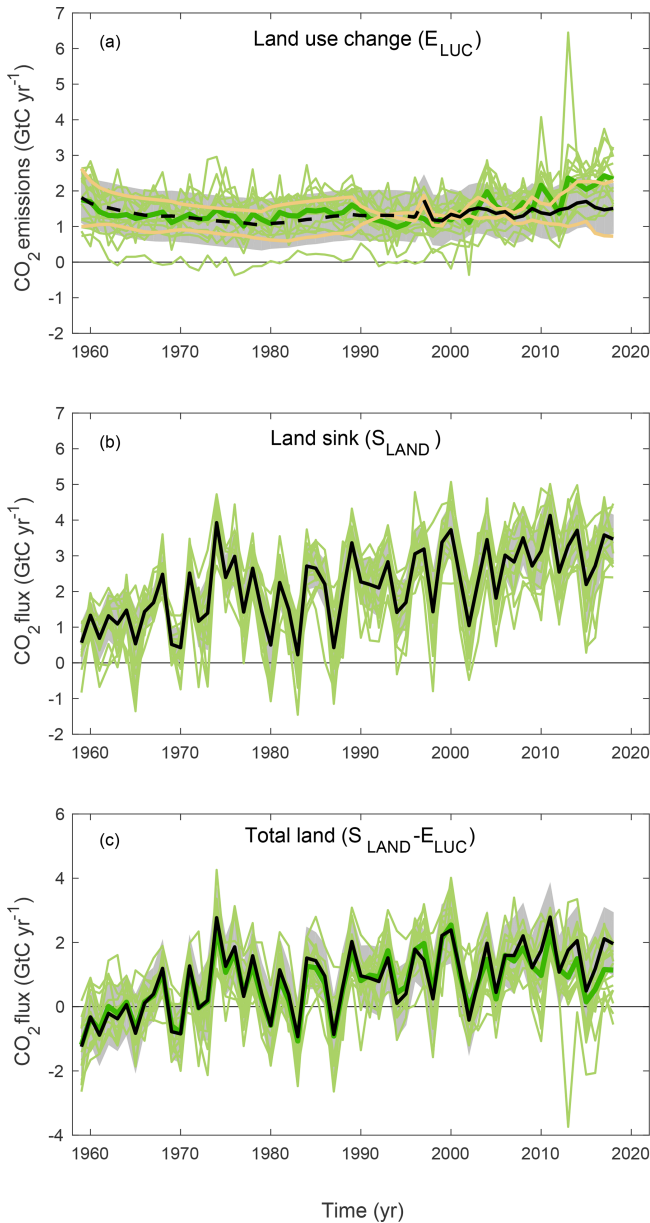 (a) Land use change (E_LUC)
CO2 emissions (GtC yr-1)
7
6
5
4
3
2
1
0
-1
-2
1960 1970 1980 1990 2000 2010 2020
(b) Land sink (S_LAND)
CO2 flux (GtC yr-1)
7
6
5
4
3
2
1
0
-1
-2
1960 1970 1980 1990 2000 2010 2020
(c) Total land (S_LAND-E_LUC)
CO2 flux (GtC yr-1)
6
4
2
0
-2
-4
1960 1970 1980 1990 2000 2010 2020
Time (yr)